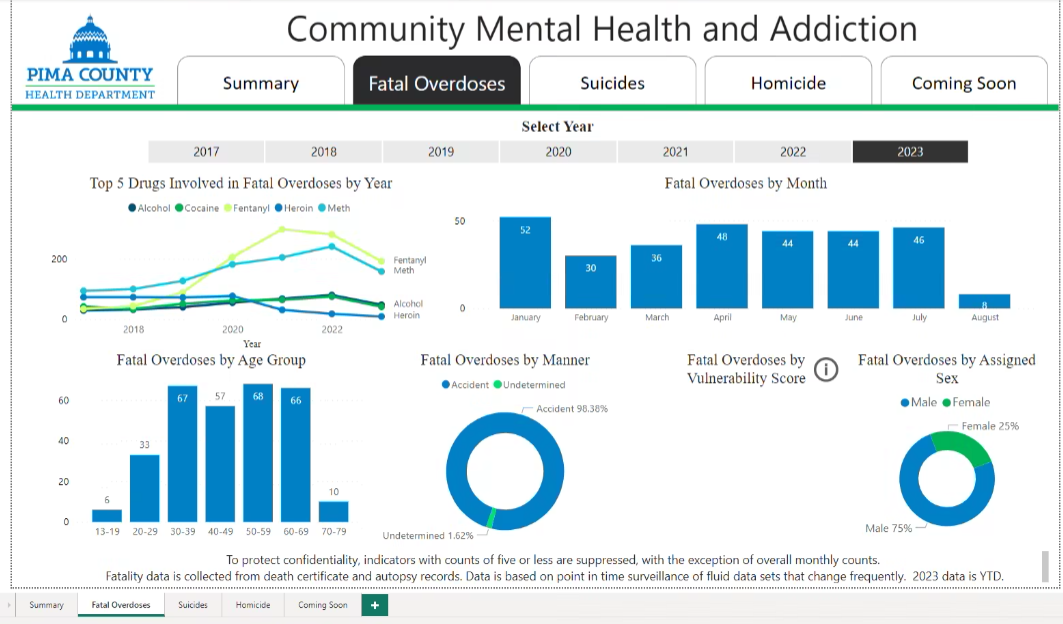 Community Mental Health and Addiction
PIMA COUNTY
HEALTH DEPARTMENT
Summary
Fatal Overdoses
Suicides
Homicide
Coming Soon
Select Year
2017
2018
2019
2020
2021
2022
2023
Top 5 Drugs Involved in Fatal Overdoses by Year
Alcohol Cocaine Fentanyl Heroin Meth
200
0
Fentanyl
Meth
Alcohol
Heroin
2018
2020
2022
Year
Fatal Overdoses by Month
50
0
52
30
36
48
44
44
46
8
January
February
March
April
May
June
July
August
Fatal Overdoses by Age Group
60
40
20
0
6
33
67
57
68
66
10
13-19
20-29
30-39
40-49
50-59
60-69
70-79
Fatal Overdoses by Manner
Accident Undetermined
Accident 98.38%
Undetermined 1.62%
Fatal Overdoses by
Vulnerability Score
i
Fatal Overdoses by Assigned
Sex
Male Female
Female 25%
Male 75%
To protect confidentiality, indicators with counts of five or less are suppressed, with the exception of overall monthly counts.
Fatality data is collected from death certificate and autopsy records. Data is based on point in time surveillance of fluid data sets that change frequently. 2023 data is YTD.
Summary
Fatal Overdoses
Suicides
Homicide
Coming Soon
+